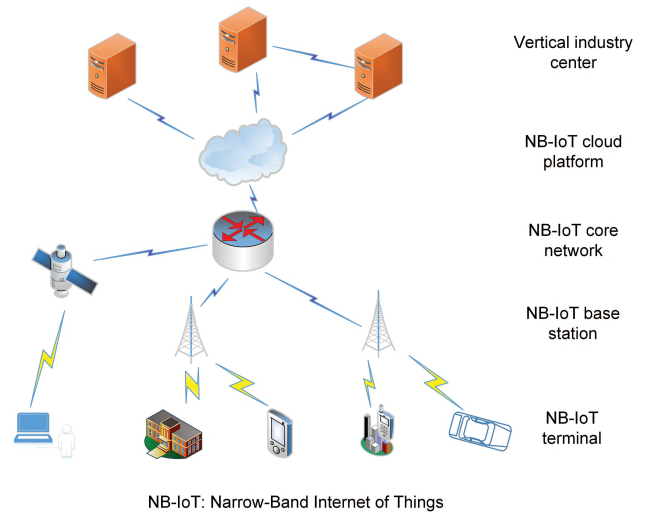 Vertical industry
center
NB-IoT cloud
platform
NB-IoT core
network
NB-IoT base
station
NB-IoT
terminal
NB-IoT: Narrow-Band Internet of Things